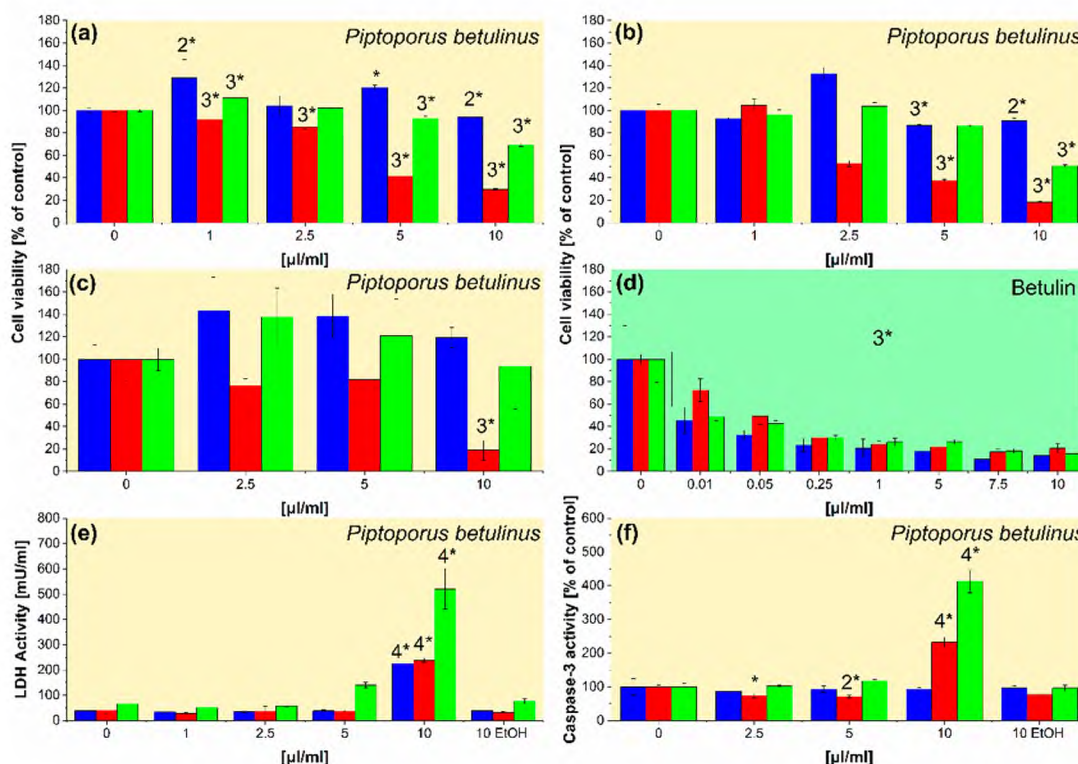 (a)
Piptoporus betulinus
Cell viability [% of control]
180
160
140
120
100
80
60
40
20
0
2*
3*
3*
3*
*
3*
3*
2*
3*
3*
0 1 2.5 5 10
[µl/ml]
(b)
Piptoporus betulinus
Cell viability [% of control]
180
160
140
120
100
80
60
40
20
0
3*
3*
2*
3*
3*
0 1 2.5 5 10
[µl/ml]
(c)
Piptoporus betulinus
180
160
140
120
100
80
60
40
20
0
3*
0 2.5 5 10
[µl/ml]
(d)
Betulin
180
160
140
120
100
80
60
40
20
0
3*
0 0.01 0.05 0.25 1 5 7.5 10
[µl/ml]
(e)
Piptoporus betulinus
LDH Activity [mU/ml]
800
700
600
500
400
300
200
100
0
4* 4*
4*
0 1 2.5 5 10 10 EtOH
[µl/ml]
(f)
Piptoporus betulinus
Caspase-3 activity [% of control]
600
500
400
300
200
100
0
*
2*
4*
4*
0 2.5 5 10 10 EtOH
[µl/ml]